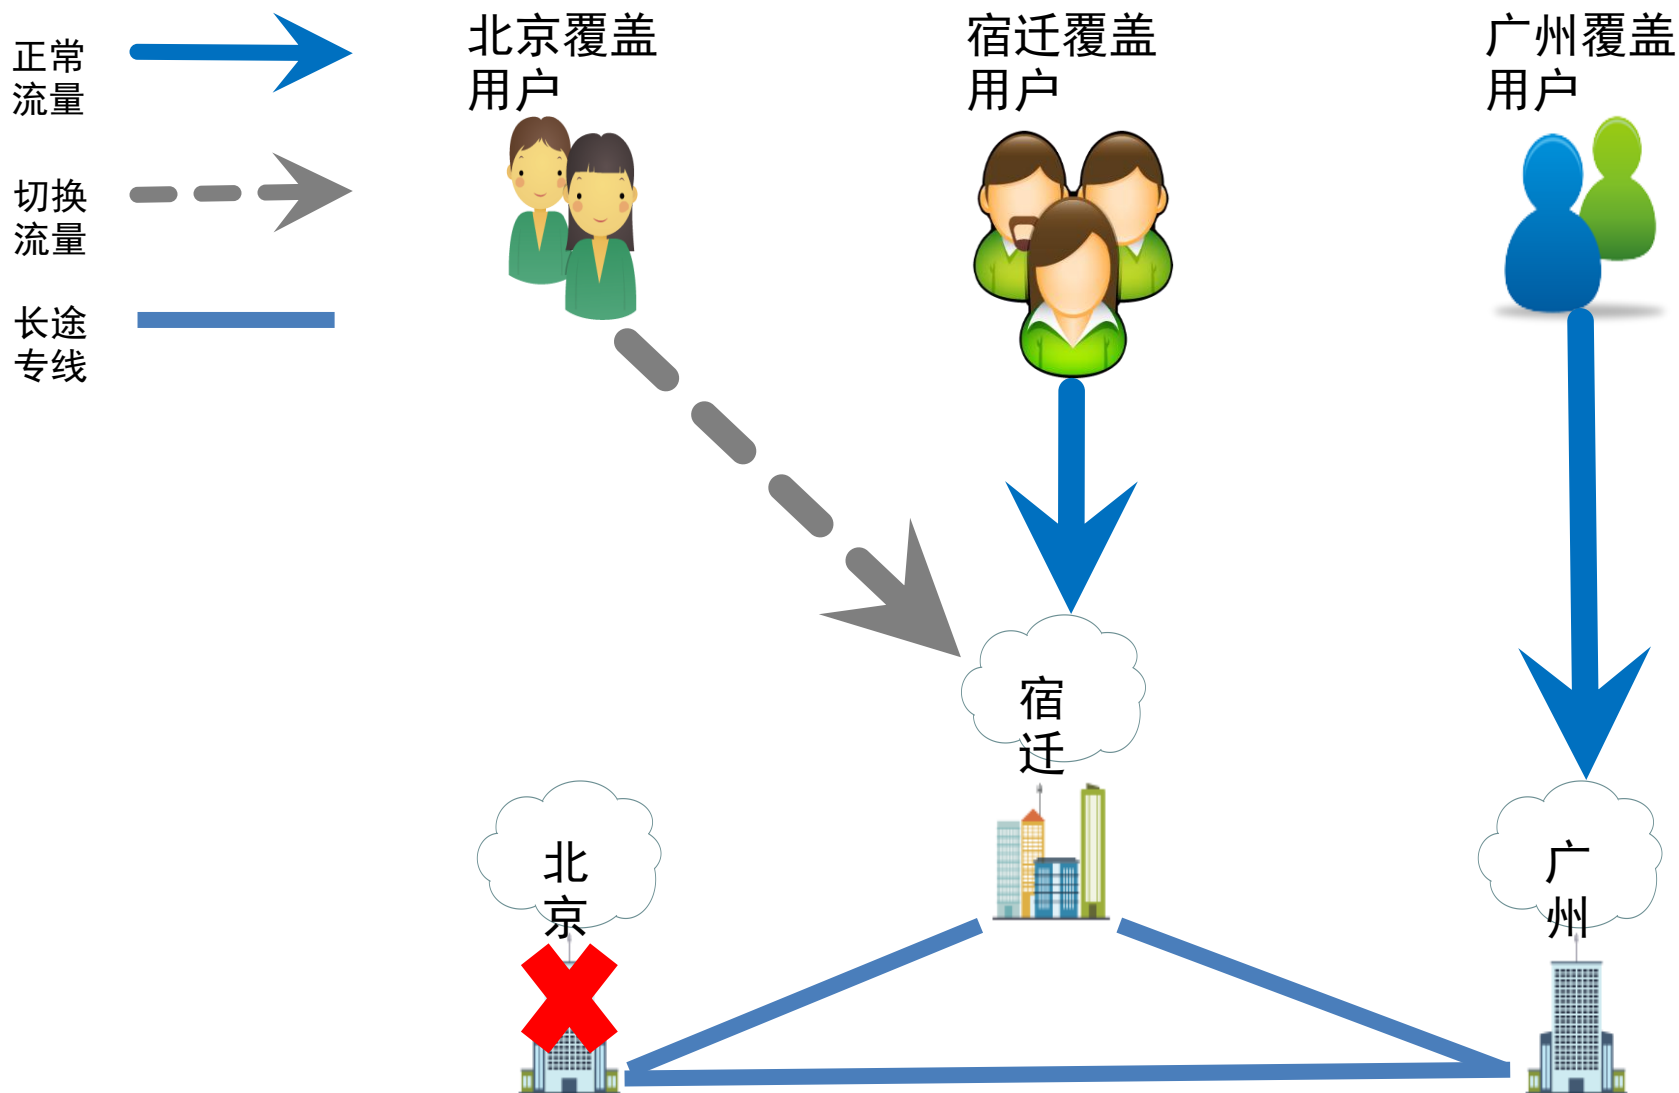 正常
流量
切换
流量
长途
专线
北京覆盖
用户
宿迁覆盖
用户
广州覆盖
用户
宿
迁
北
京
广
州